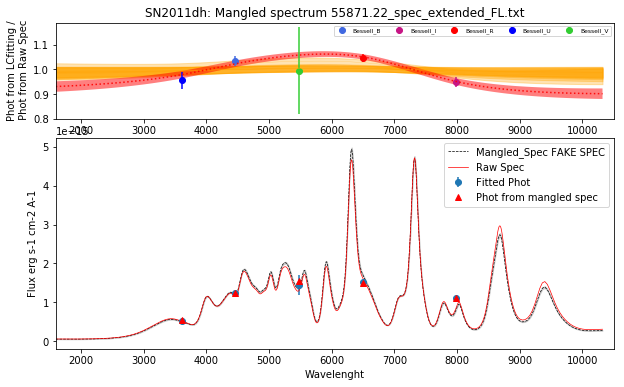 SN2011dh: Mangled spectrum 55871.22_spec_extended_FL.txt
Phot from LCfitting /
Phot from Raw Spec
1.1
1.0
0.9
0.8
Bessell_B
Bessell_I
Bessell_R
Bessell_U
Bessell_V
2000 3000 4000 5000 6000 7000 8000 9000 10000
1e−15
Flux erg s-1 cm-2 A-1
5
4
3
2
1
0
Mangled_Spec FAKE SPEC
Raw Spec
Fitted Phot
Phot from mangled spec
2000 3000 4000 5000 6000 7000 8000 9000 10000
Wavelenght